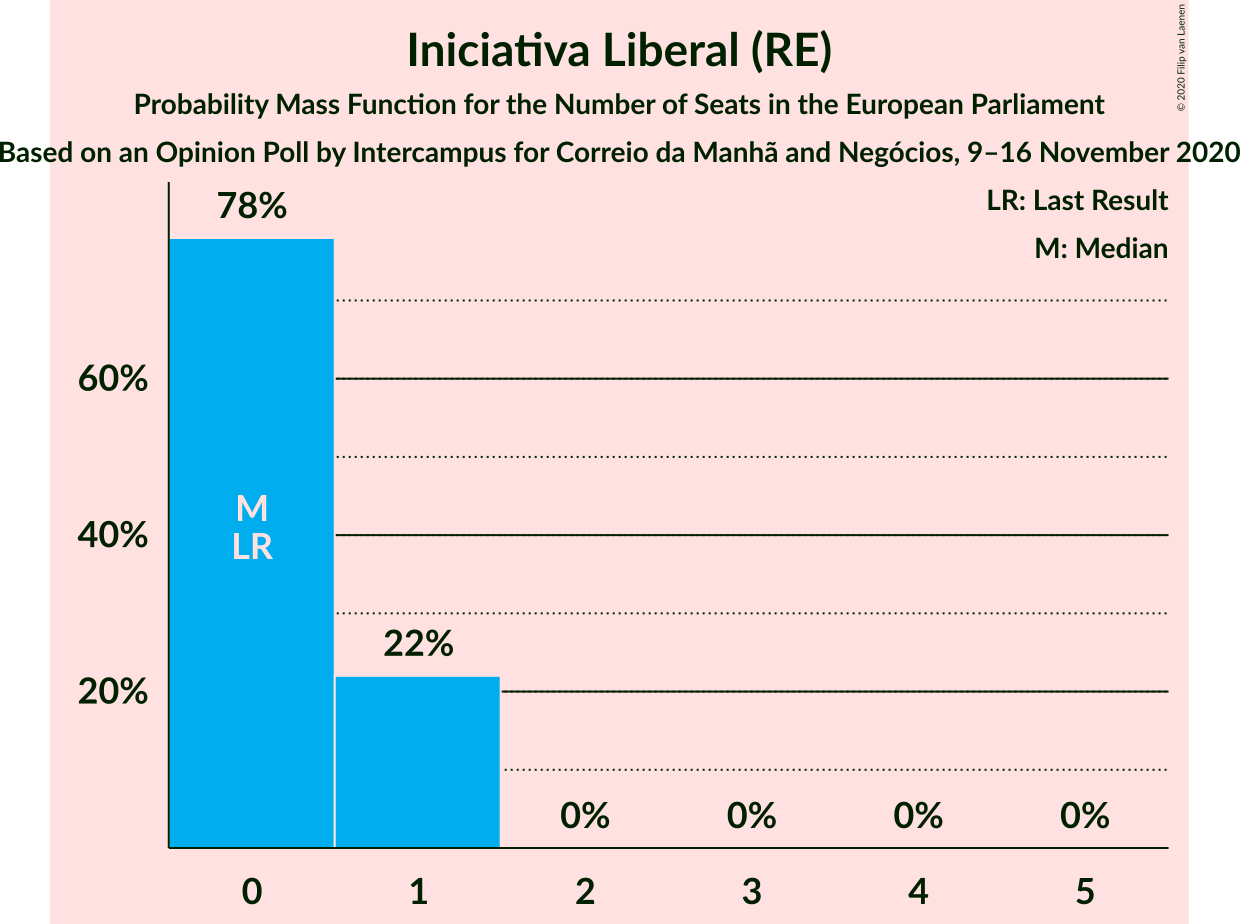 Iniciativa Liberal (RE)
Probability Mass Function for the Number of Seats in the European Parliament
Based on an Opinion Poll by Intercampus for Correio da Manhã and Negócios, 9–16 November 2020
© 2020 Filip van Laenen
LR: Last Result
M: Median
78%
60%
40%
20%
M
LR
22%
0% 0% 0% 0%
0 1 2 3 4 5